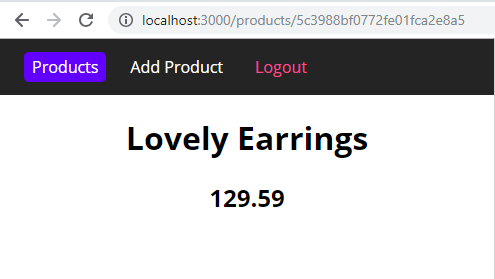 localhost:3000/products/5c3988bf0772fe01fca2e8a5
Products Add Product Logout
Lovely Earrings
129.59